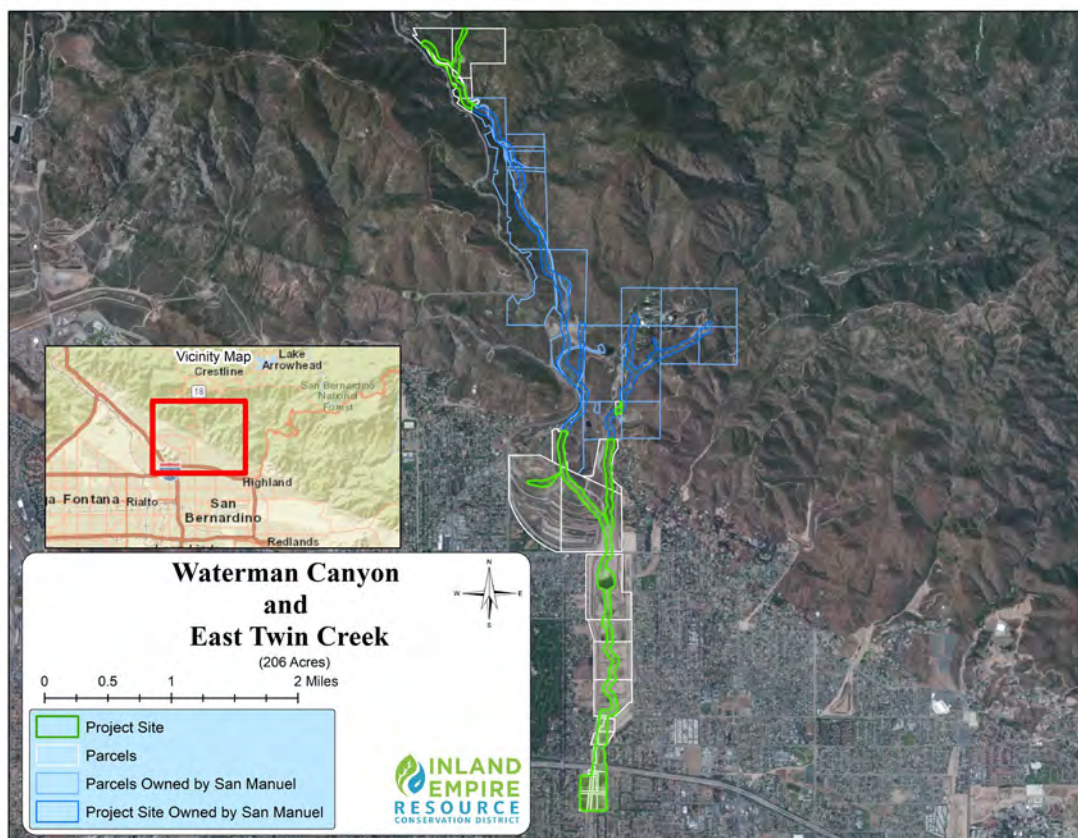 Vicinity Map
Lake
Arrowhead
Crestline
18
San Bernardino
National
Forest
Highland
ga Fontana
Rialto
San
Bernardino
Redlands
Waterman Canyon
and
East Twin Creek
(206 Acres)
N
W E
S
0 0.5 1 2 Miles
Project Site
Parcels
Parcels Owned by San Manuel
Project Site Owned by San Manuel
INLAND
EMPIRE
RESOURCE
CONSERVATION DISTRICT